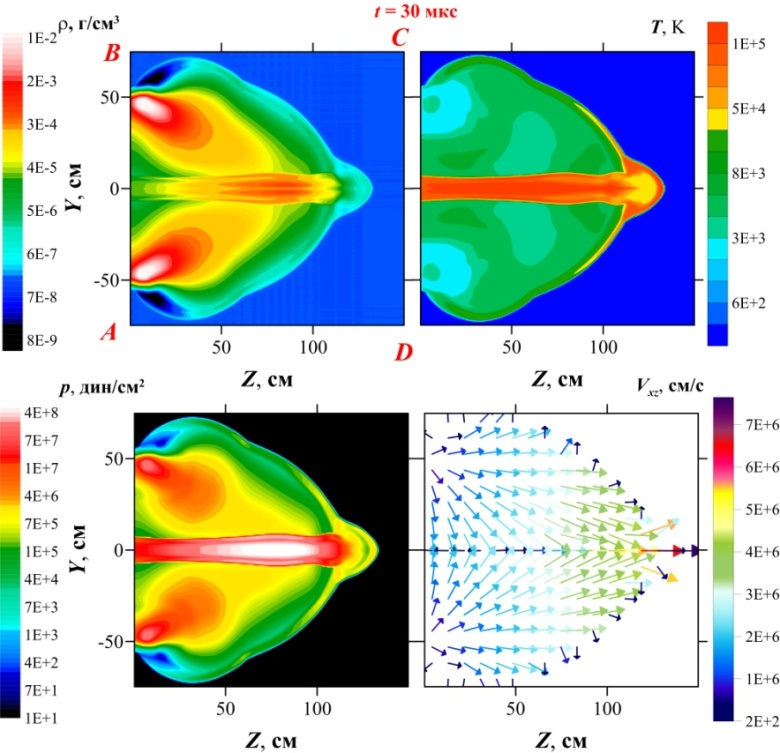 t = 30 мкс
ρ, г/см³
B
C
T, K
1E-2
2E-3
3E-4
4E-5
5E-6
6E-7
7E-8
8E-9
Y, см
50
0
-50
A
50
100
Z, см
D
50
100
Z, см
1E+5
5E+4
8E+3
3E+3
6E+2
p, дин/см²
4E+8
7E+7
1E+7
4E+6
7E+5
1E+5
4E+4
7E+3
1E+3
4E+2
7E+1
1E+1
Y, см
50
0
-50
50
100
Z, см
Vxz, см/с
50
100
Z, см
7E+6
6E+6
5E+6
4E+6
3E+6
2E+6
1E+6
2E+2